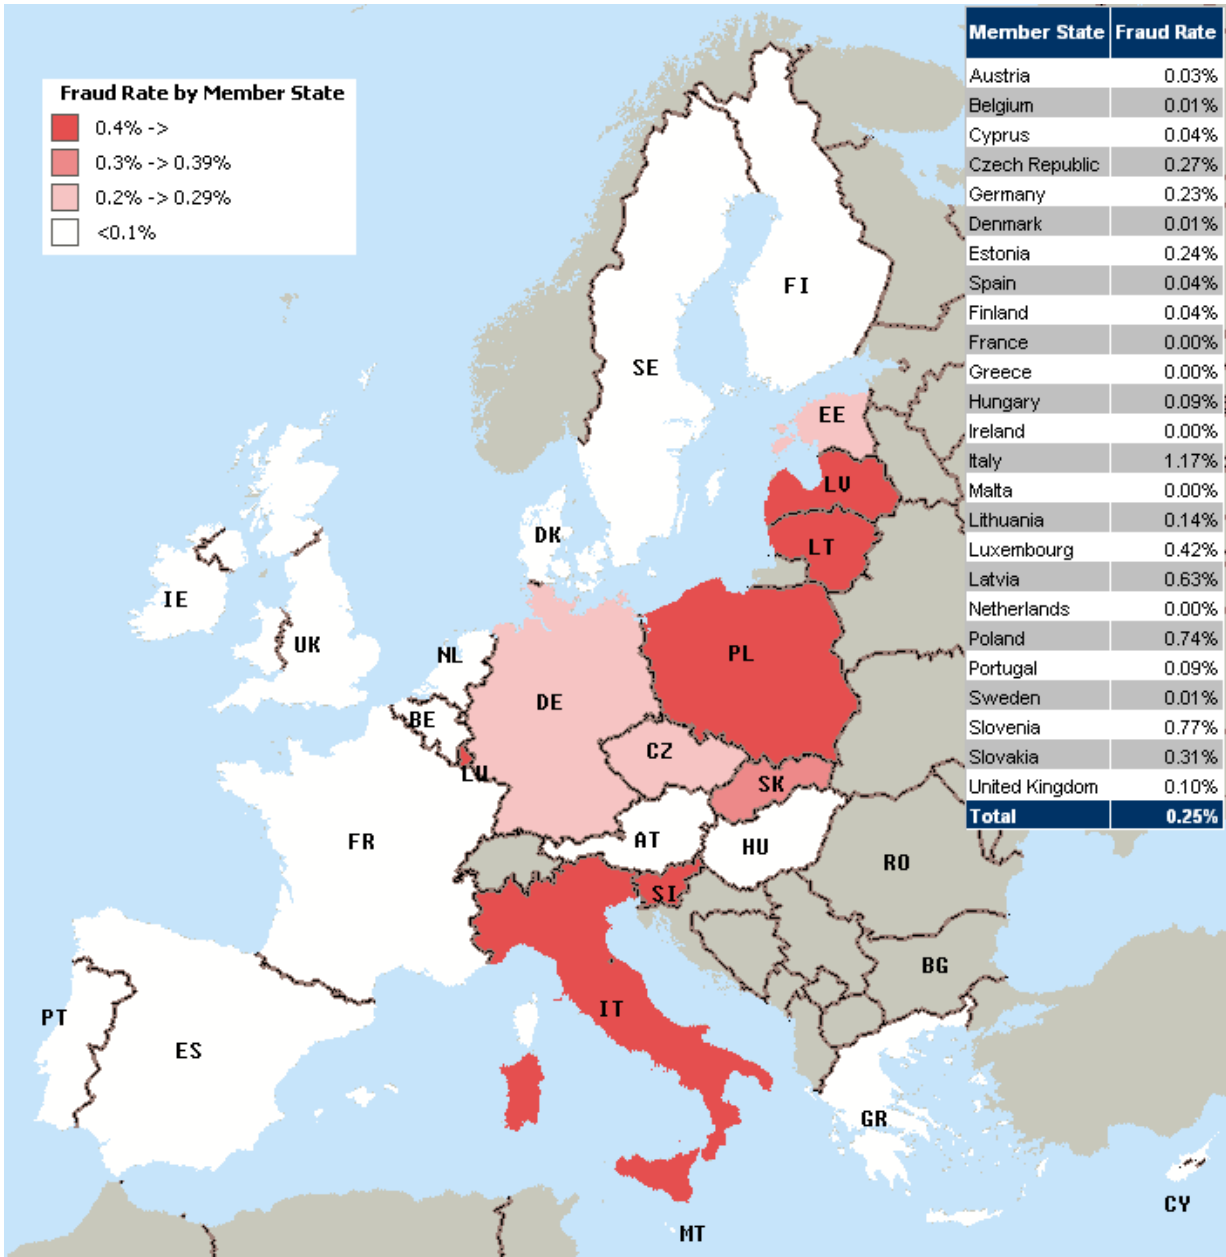 Fraud Rate by Member State
0.4% ->
0.3% -> 0.39%
0.2% -> 0.29%
<0.1%
Member State Fraud Rate
Austria 0.03%
Belgium 0.01%
Cyprus 0.04%
Czech Republic 0.27%
Germany 0.23%
Denmark 0.01%
Estonia 0.24%
Spain 0.04%
Finland 0.04%
France 0.00%
Greece 0.00%
Hungary 0.09%
Ireland 0.00%
Italy 1.17%
Malta 0.00%
Lithuania 0.14%
Luxembourg 0.42%
Latvia 0.63%
Netherlands 0.00%
Poland 0.74%
Portugal 0.09%
Sweden 0.01%
Slovenia 0.77%
Slovakia 0.31%
United Kingdom 0.10%
Total 0.25%
FI
SE
EE
LV
DK
LT
IE
UK
NL
PL
DE
BE
CZ
LU
SK
FR
AT
HU
RO
SI
BG
IT
PT
ES
GR
CY
MT